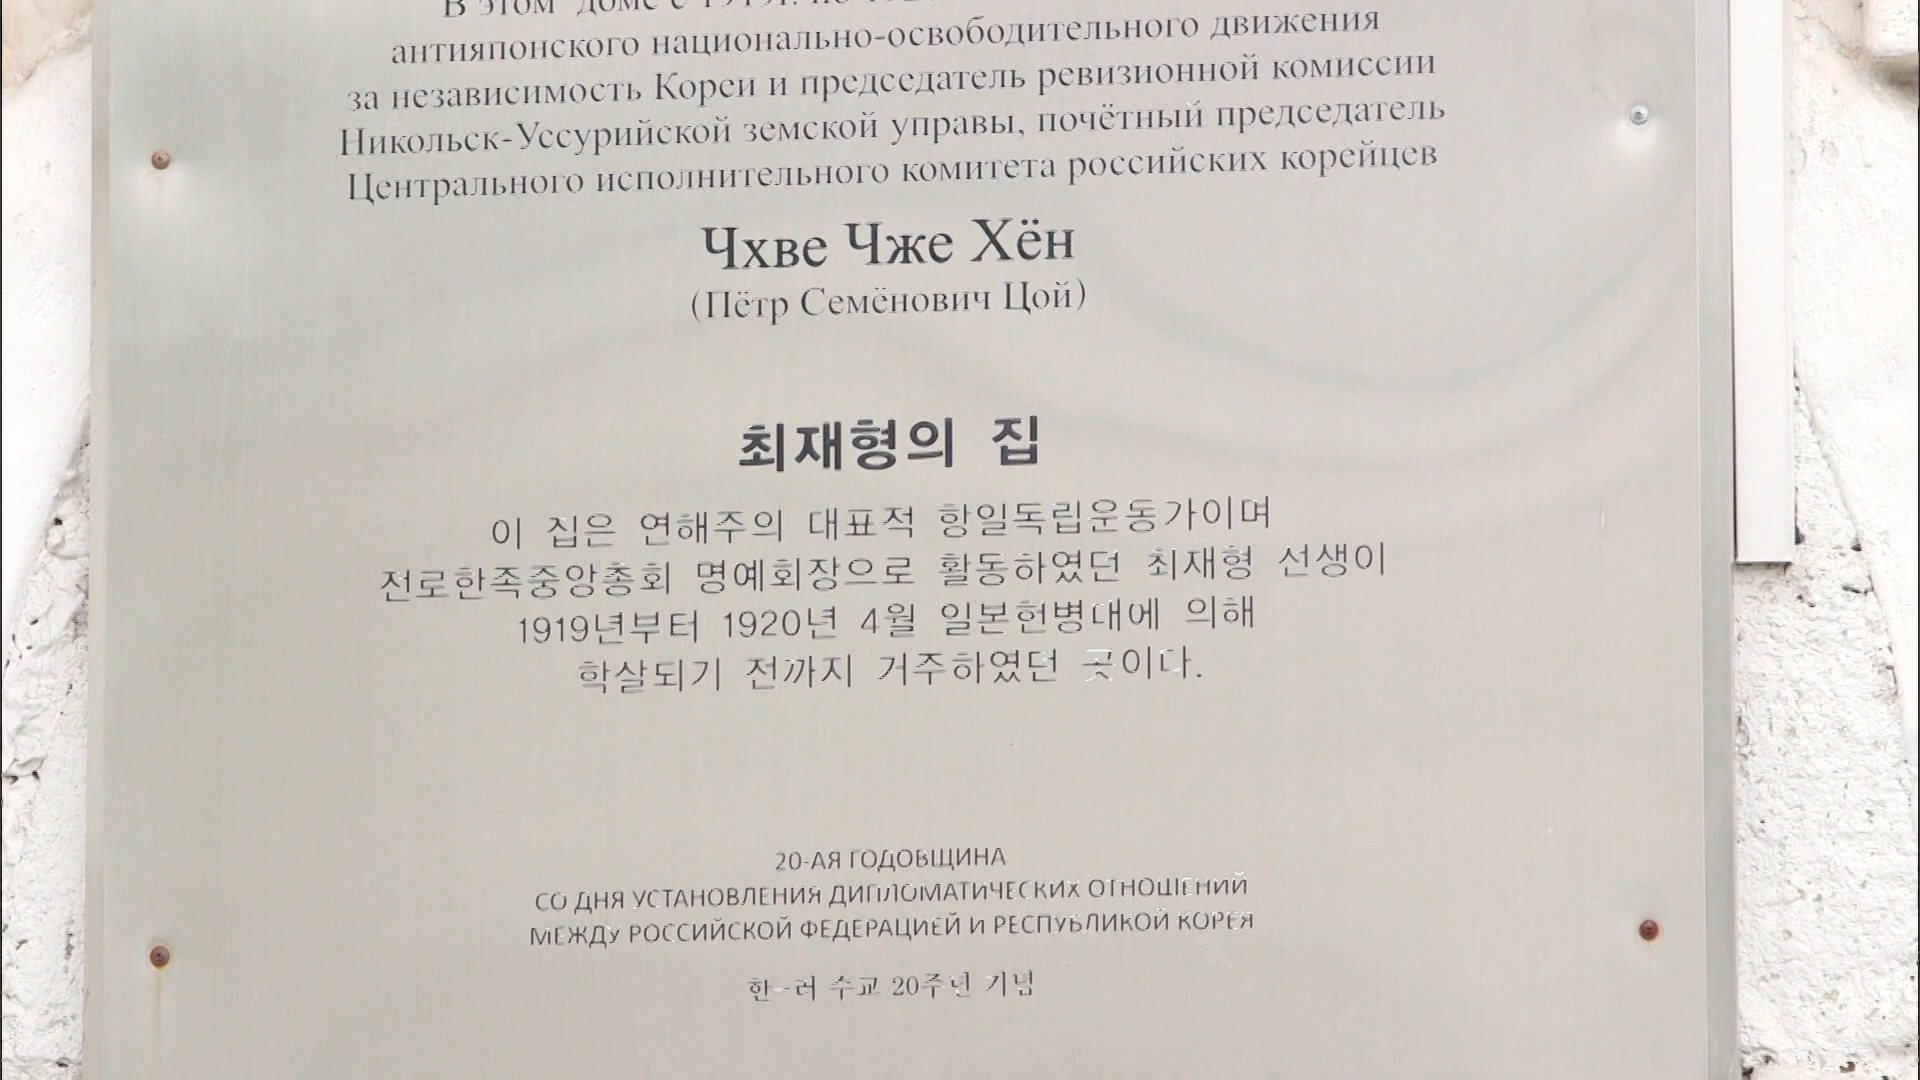 В этом доме с 1919г. по
антияпонского национально-освободительного движения
за независимость Кореи и председатель ревизионной комиссии
Никольск-Уссурийской земской управы, почётный председатель
Центрального исполнительного комитета российских корейцев
Чхве Чже Хён
(Пётр Семёнович Цой)
최재형의 집
이 집은 연해주의 대표적 항일독립운동가이며
전로한족중앙총회 명예회장으로 활동하였던 최재형 선생이
1919년부터 1920년 4월 일본헌병대에 의해
학살되기 전까지 거주하였던 곳이다.
20-АЯ ГОДОВЩИНА
СО ДНЯ УСТАНОВЛЕНИЯ ДИПЛОМАТИЧЕСКИХ ОТНОШЕНИЙ
МЕЖДУ РОССИЙСКОЙ ФЕДЕРАЦИЕЙ И РЕСПУБЛИКОЙ КОРЕЯ
한-러 수교 20주년 기념